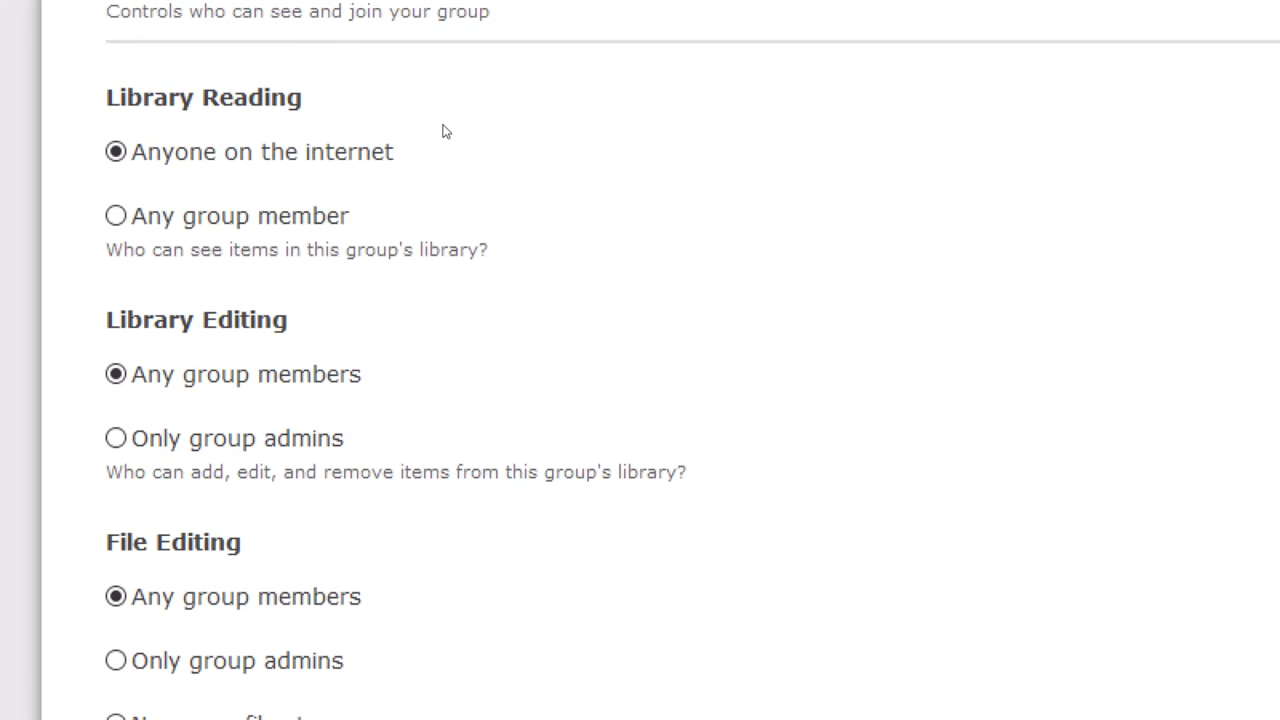 Controls who can see and join your group
Library Reading
Anyone on the internet
Any group member
Who can see items in this group's library?
Library Editing
Any group members
Only group admins
Who can add, edit, and remove items from this group's library?
File Editing
Any group members
Only group admins